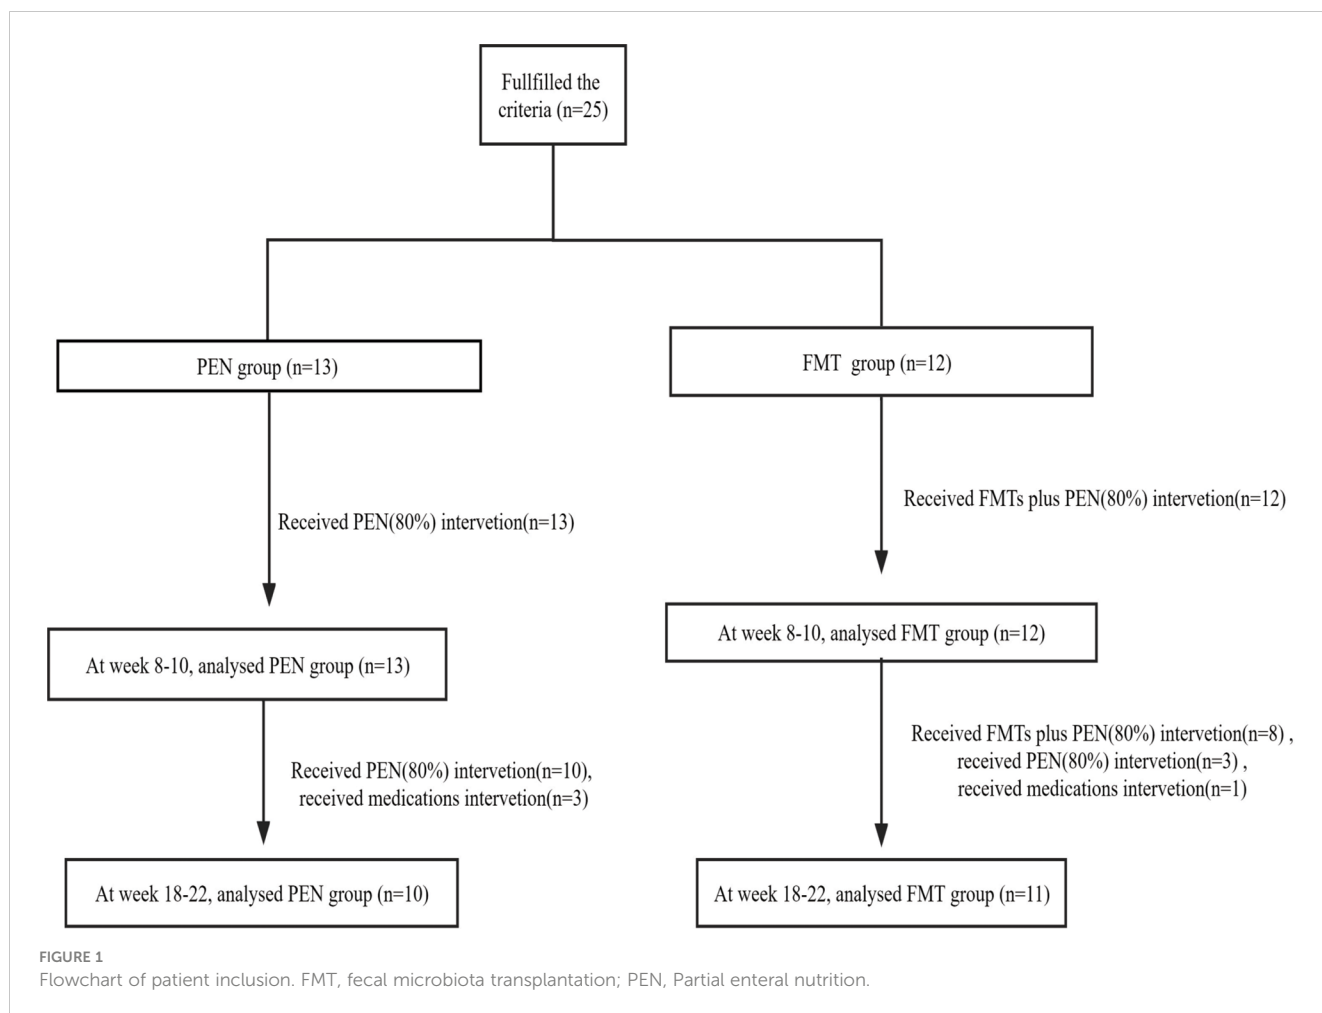 Fullfilled the
criteria (n=25)
PEN group (n=13)
FMT group (n=12)
Received PEN(80%) intervetion(n=13)
Received FMTs plus PEN(80%) intervetion(n=12)
At week 8-10, analysed PEN group (n=13)
At week 8-10, analysed FMT group (n=12)
Received PEN(80%) intervetion(n=10),
received medications intervetion(n=3)
Received FMTs plus PEN(80%) intervetion(n=8) ,
received PEN(80%) intervetion(n=3) ,
received medications intervetion(n=1)
At week 18-22, analysed PEN group (n=10)
At week 18-22, analysed FMT group (n=11)
FIGURE 1
Flowchart of patient inclusion. FMT, fecal microbiota transplantation; PEN, Partial enteral nutrition.